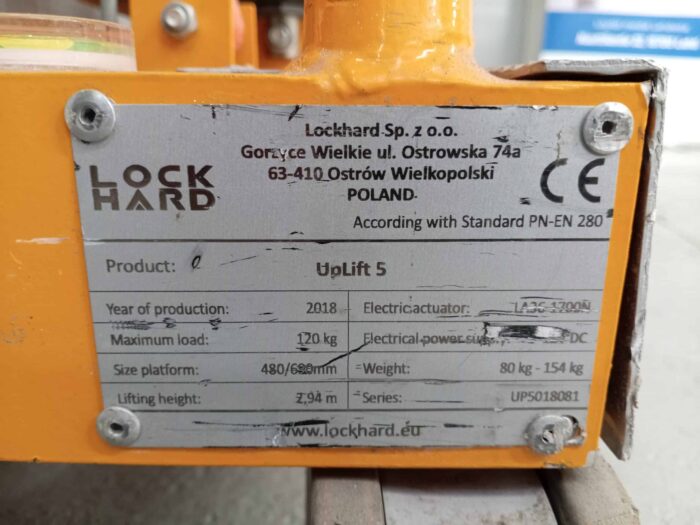 Lockhard Sp. z o.o.
Gorzyce Wielkie ul. Ostrowska 74a
63-410 Ostrów Wielkopolski
POLAND
LOCK
HARD
CE
According with Standard PN-EN 280
Product: UpLift 5
Year of production: 2018 Electric actuator: LA36-1700N
Maximum load: 120 kg Electrical power DC
Size platform: 480/680mm Weight: 80 kg - 154 kg
Lifting height: 2,94 m Series: UP5018081
www.lockhard.eu